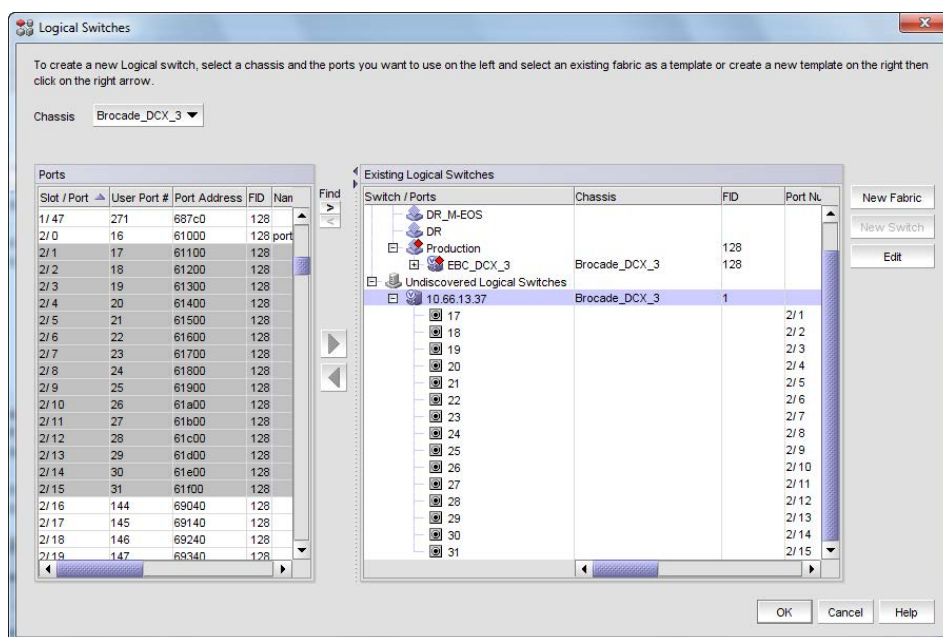 Logical Switches
To create a new Logical switch, select a chassis and the ports you want to use on the left and select an existing fabric as a template or create a new template on the right then
click on the right arrow.
Chassis Brocade_DCX_3
Ports
Slot / Port User Port # Port Address FID Nan
1/ 47 271 687c0 128
2/ 0 16 61000 128 port
2/ 1 17 61100 128
2/ 2 18 61200 128
2/ 3 19 61300 128
2/ 4 20 61400 128
2/ 5 21 61500 128
2/ 6 22 61600 128
2/ 7 23 61700 128
2/ 8 24 61800 128
2/ 9 25 61900 128
2/ 10 26 61a00 128
2/ 11 27 61b00 128
2/ 12 28 61c00 128
2/ 13 29 61d00 128
2/ 14 30 61e00 128
2/ 15 31 61f00 128
2/ 16 144 69040 128
2/ 17 145 69140 128
2/ 18 146 69240 128
2/ 19 147 69340 128
Find
>
<
Existing Logical Switches
Switch / Ports Chassis FID Port Nu
DR_M-EOS
DR
Production 128
EBC_DCX_3 Brocade_DCX_3 128
Undiscovered Logical Switches
10.66.13.37 Brocade_DCX_3 1
17 2/ 1
18 2/ 2
19 2/ 3
20 2/ 4
21 2/ 5
22 2/ 6
23 2/ 7
24 2/ 8
25 2/ 9
26 2/ 10
27 2/ 11
28 2/ 12
29 2/ 13
30 2/ 14
31 2/ 15
New Fabric
New Switch
Edit
OK Cancel Help